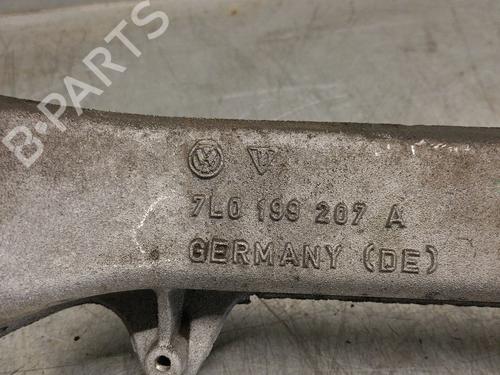 B-PARTS
7L0 199 207 A
GERMANY (DE)